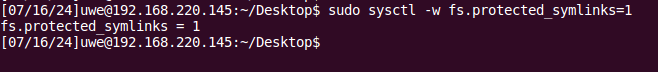 [07/16/24]uwe@192.168.220.145:~/Desktop$ sudo sysctl -w fs.protected_symlinks=1
fs.protected_symlinks = 1
[07/16/24]uwe@192.168.220.145:~/Desktop$